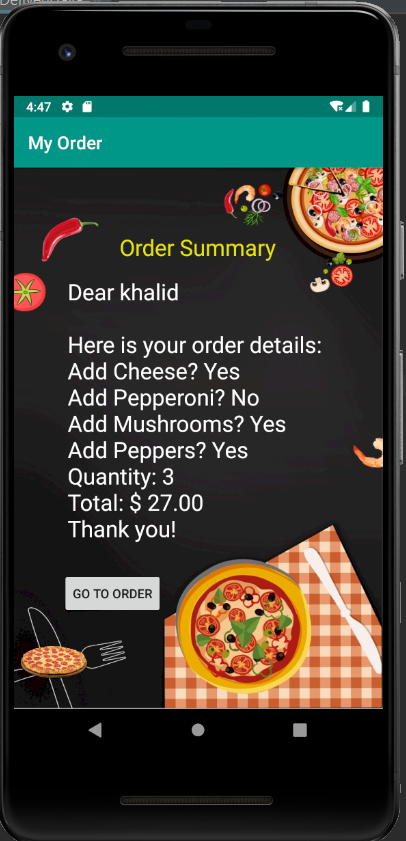 4:47
My Order
Order Summary
Dear khalid
Here is your order details:
Add Cheese? Yes
Add Pepperoni? No
Add Mushrooms? Yes
Add Peppers? Yes
Quantity: 3
Total: $ 27.00
Thank you!
GO TO ORDER